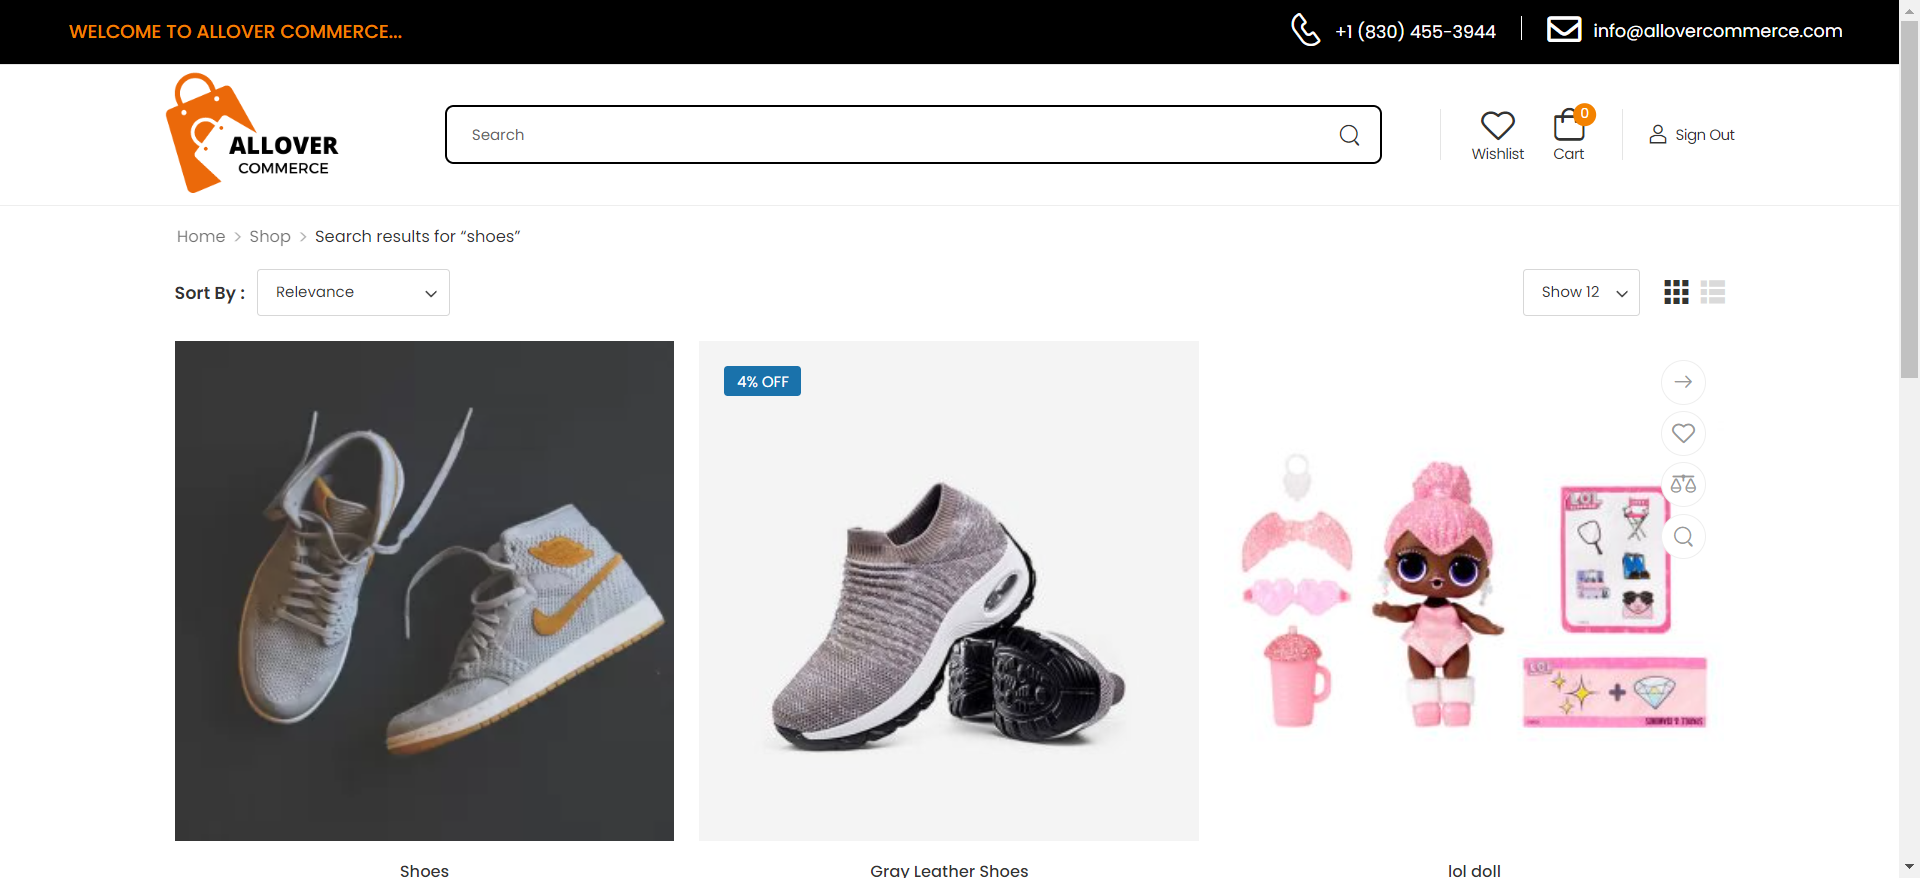 WELCOME TO ALLOVER COMMERCE...
+1 (830) 455-3944
info@allovercommerce.com
ALLOVER
COMMERCE
Search
Wishlist
0
Cart
Sign Out
Home > Shop > Search results for “shoes”
Sort By :
Relevance
Show 12
4% OFF
LOL
LOL
Shoes
Gray Leather Shoes
lol doll